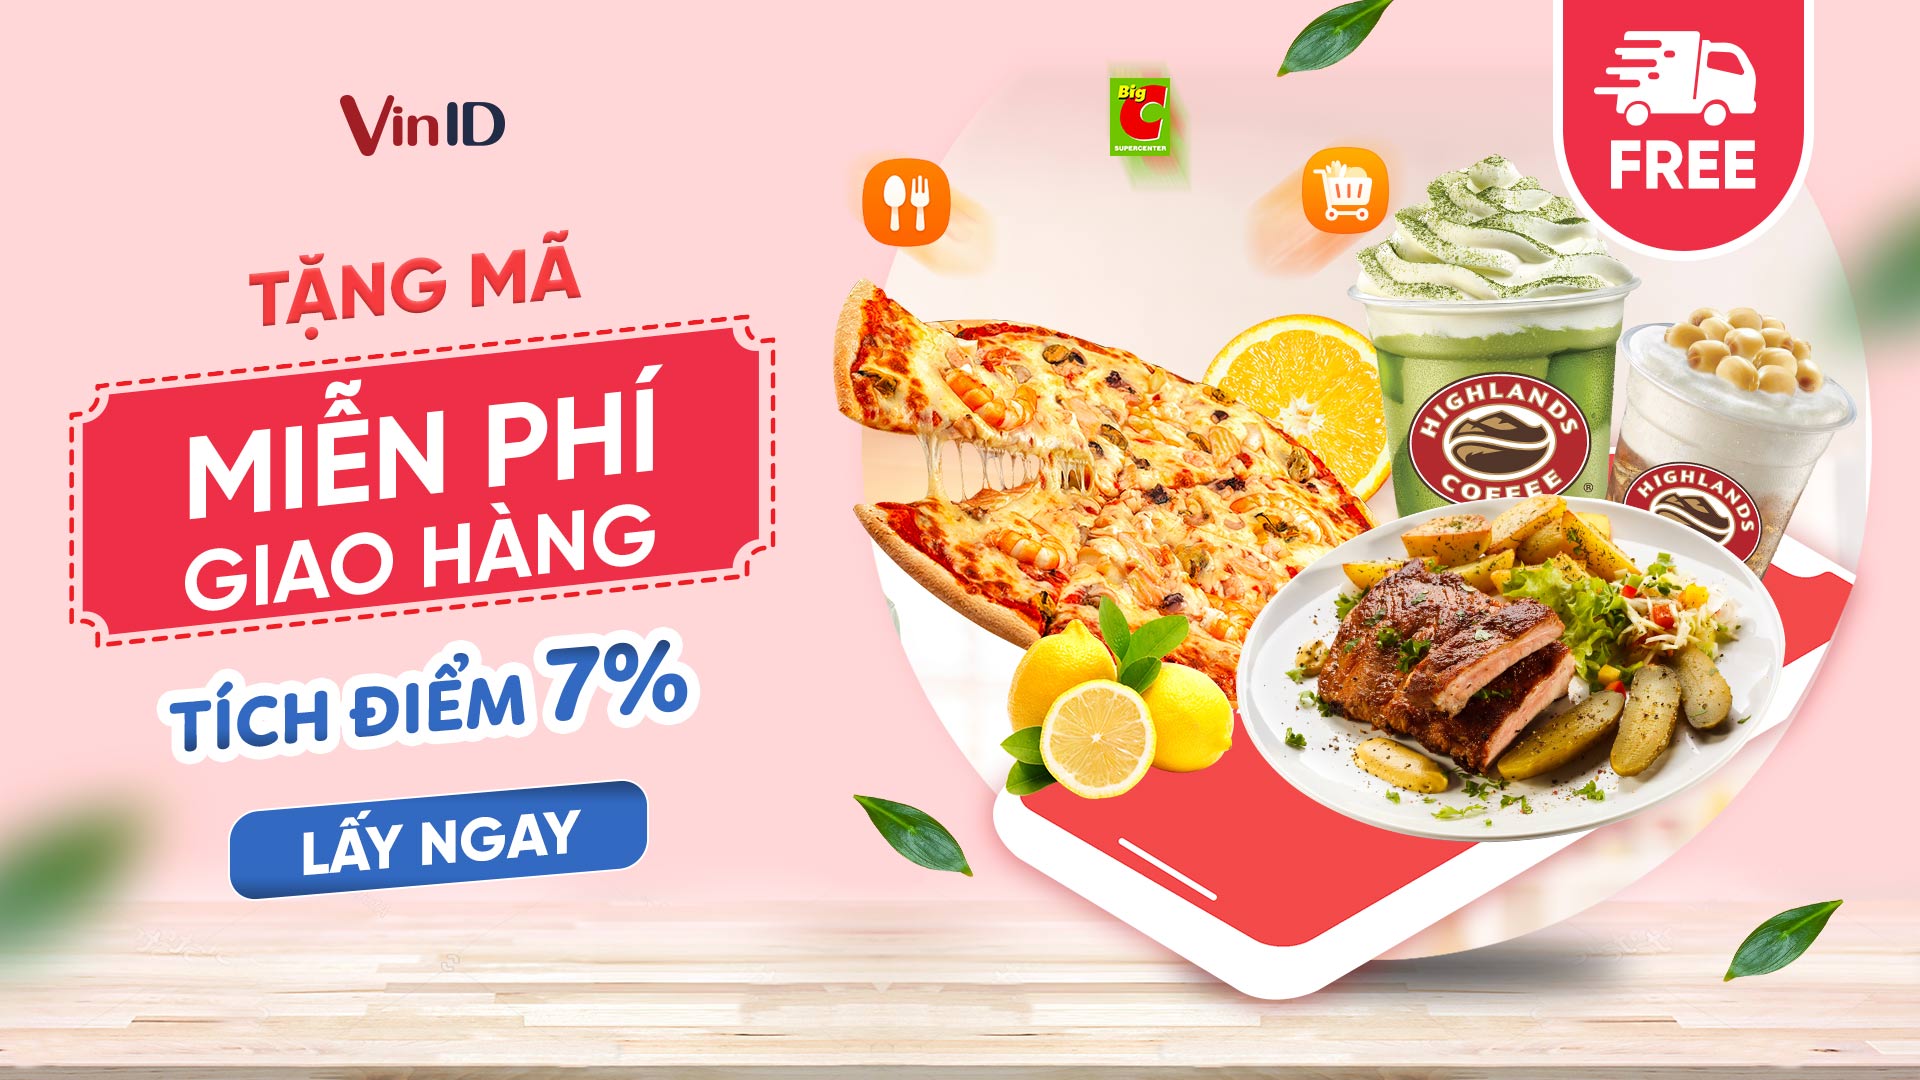 VinID
TẶNG MÃ
MIỄN PHÍ
GIAO HÀNG
TÍCH ĐIỂM 7%
LẤY NGAY
Big
C
SUPERCENTER
FREE
HIGHLANDS
COFFEE
®
HIGHLANDS